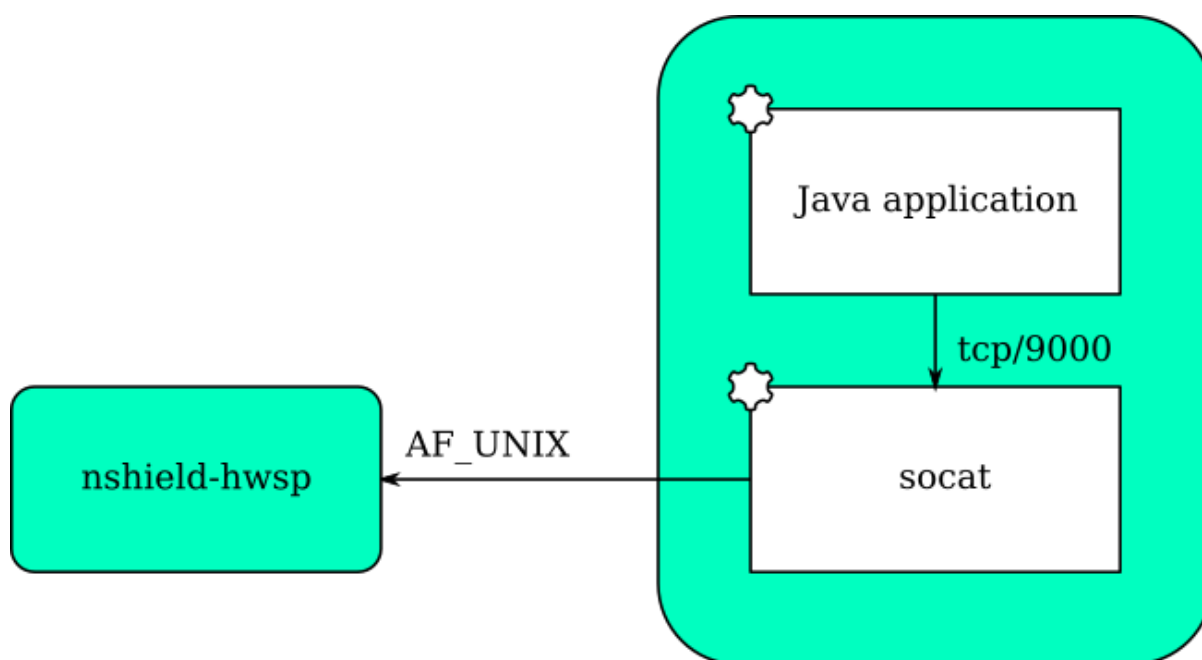 Java application
tcp/9000
AF_UNIX
nshield-hwsp
socat